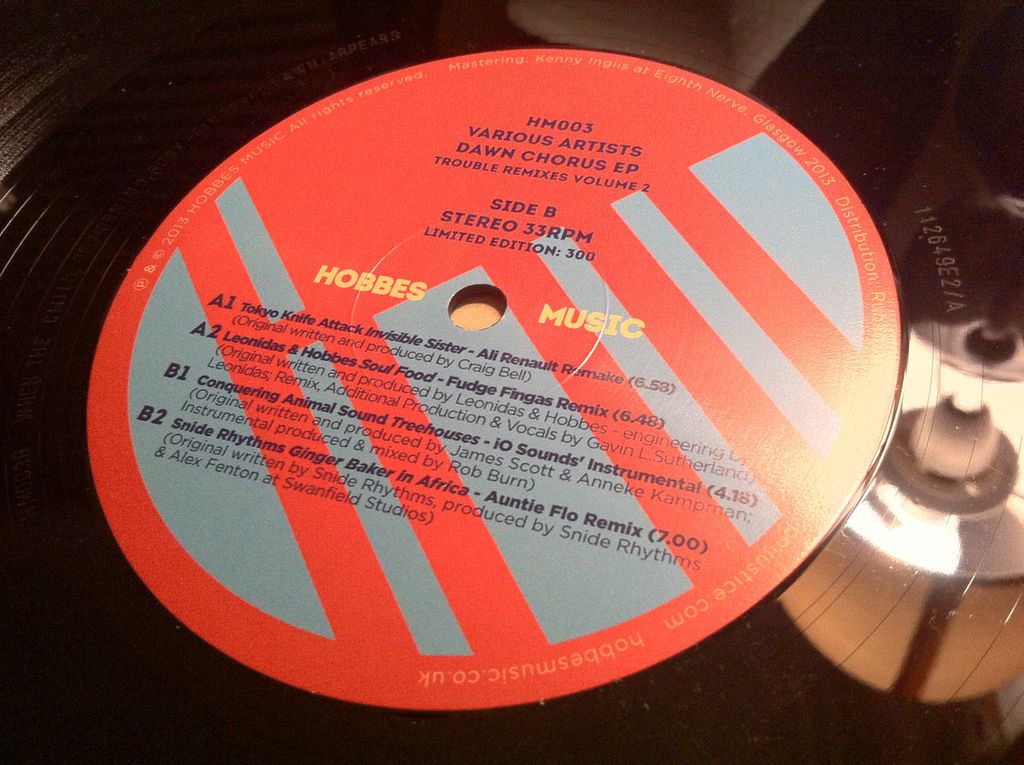 HM003
VARIOUS ARTISTS
DAWN CHORUS EP
TROUBLE REMIXES VOLUME 2
SIDE B
STEREO 33RPM
LIMITED EDITION: 300
HOBBES MUSIC
A1 Tokyo Knife Attack Invisible Sister - Ali Renault Remake (6.58)
(Original written and produced by Craig Bell)
A2 Leonidas & Hobbes Soul Food - Fudge Fingas Remix (6.48)
(Original written and produced by Leonidas & Hobbes - engineering by
Leonidas; Remix, Additional Production & Vocals by Gavin L.Sutherland)
B1 Conquering Animal Sound Treehouses - iO Sounds' Instrumental (4.18)
(Original written and produced by James Scott & Anneke Kampman;
Instrumental produced & mixed by Rob Burn)
B2 Snide Rhythms Ginger Baker in Africa - Auntie Flo Remix (7.00)
(Original written by Snide Rhythms, produced by Snide Rhythms
& Alex Fenton at Swanfield Studios)
℗ & © 2013 HOBBES MUSIC All rights reserved. Mastering: Kenny Inglis at Eighth Nerve, Glasgow 2013 Distribution:
justice.com hobbesmusic.co.uk
112649E2/A